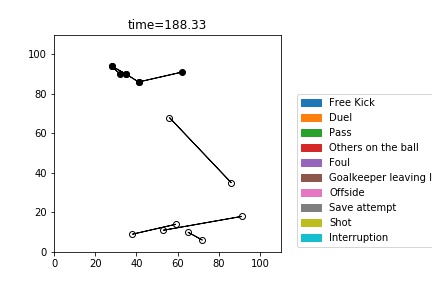 time=188.33
100
80
60
40
20
0
0 20 40 60 80 100
Free Kick
Duel
Pass
Others on the ball
Foul
Goalkeeper leaving l
Offside
Save attempt
Shot
Interruption